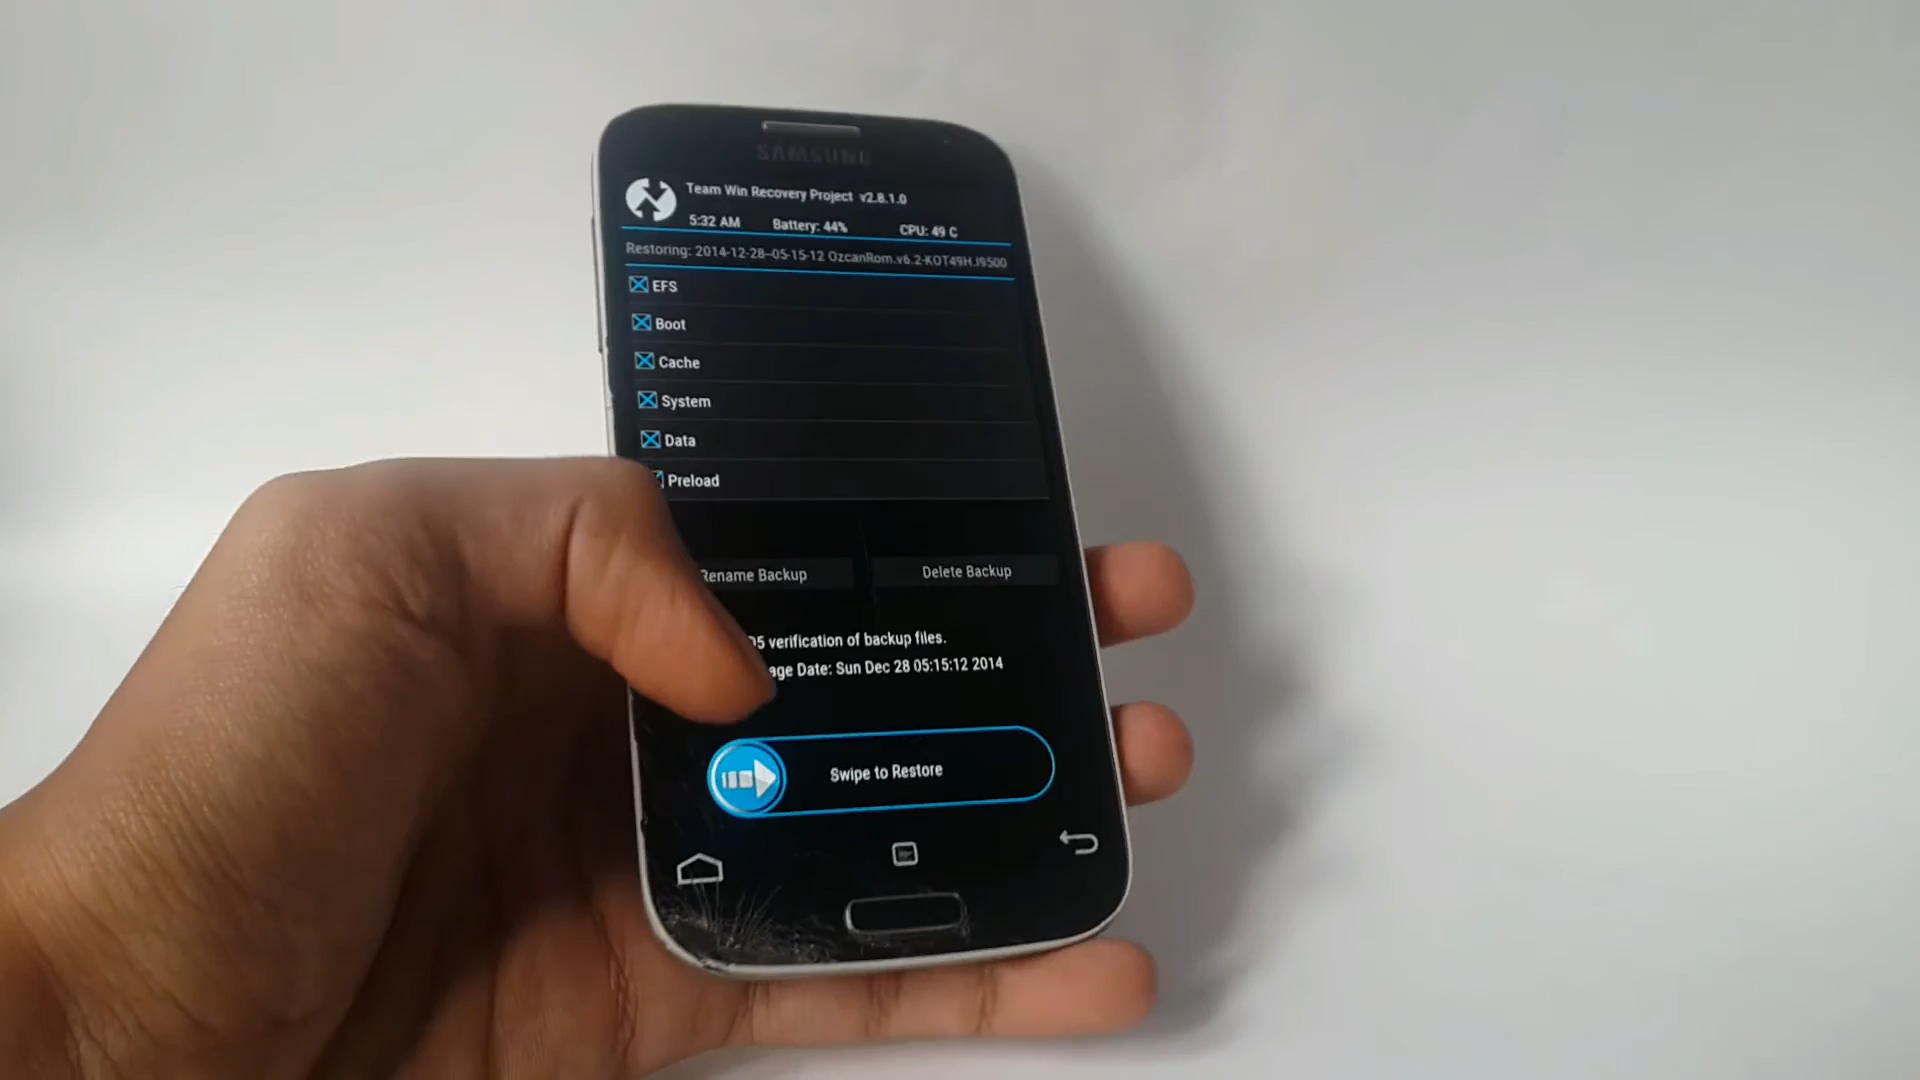 SAMSUNG
Team Win Recovery Project v2.8.1.0
5:32 AM Battery: 44% CPU: 49 C
Restoring: 2014-12-28--05-15-12 OzcanRom.v6.2-KOT49H.I9500
EFS
Boot
Cache
System
Data
Preload
Rename Backup Delete Backup
verification of backup files.
Date: Sun Dec 28 05:15:12 2014
Swipe to Restore